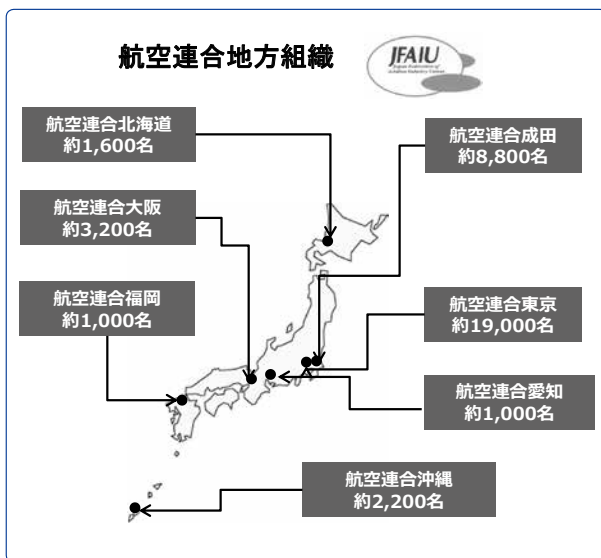 航空連合地方組織
JFAIU
航空連合北海道
約1,600名
航空連合成田
約8,800名
航空連合大阪
約3,200名
航空連合福岡
約1,000名
航空連合東京
約19,000名
航空連合愛知
約1,000名
航空連合沖縄
約2,200名